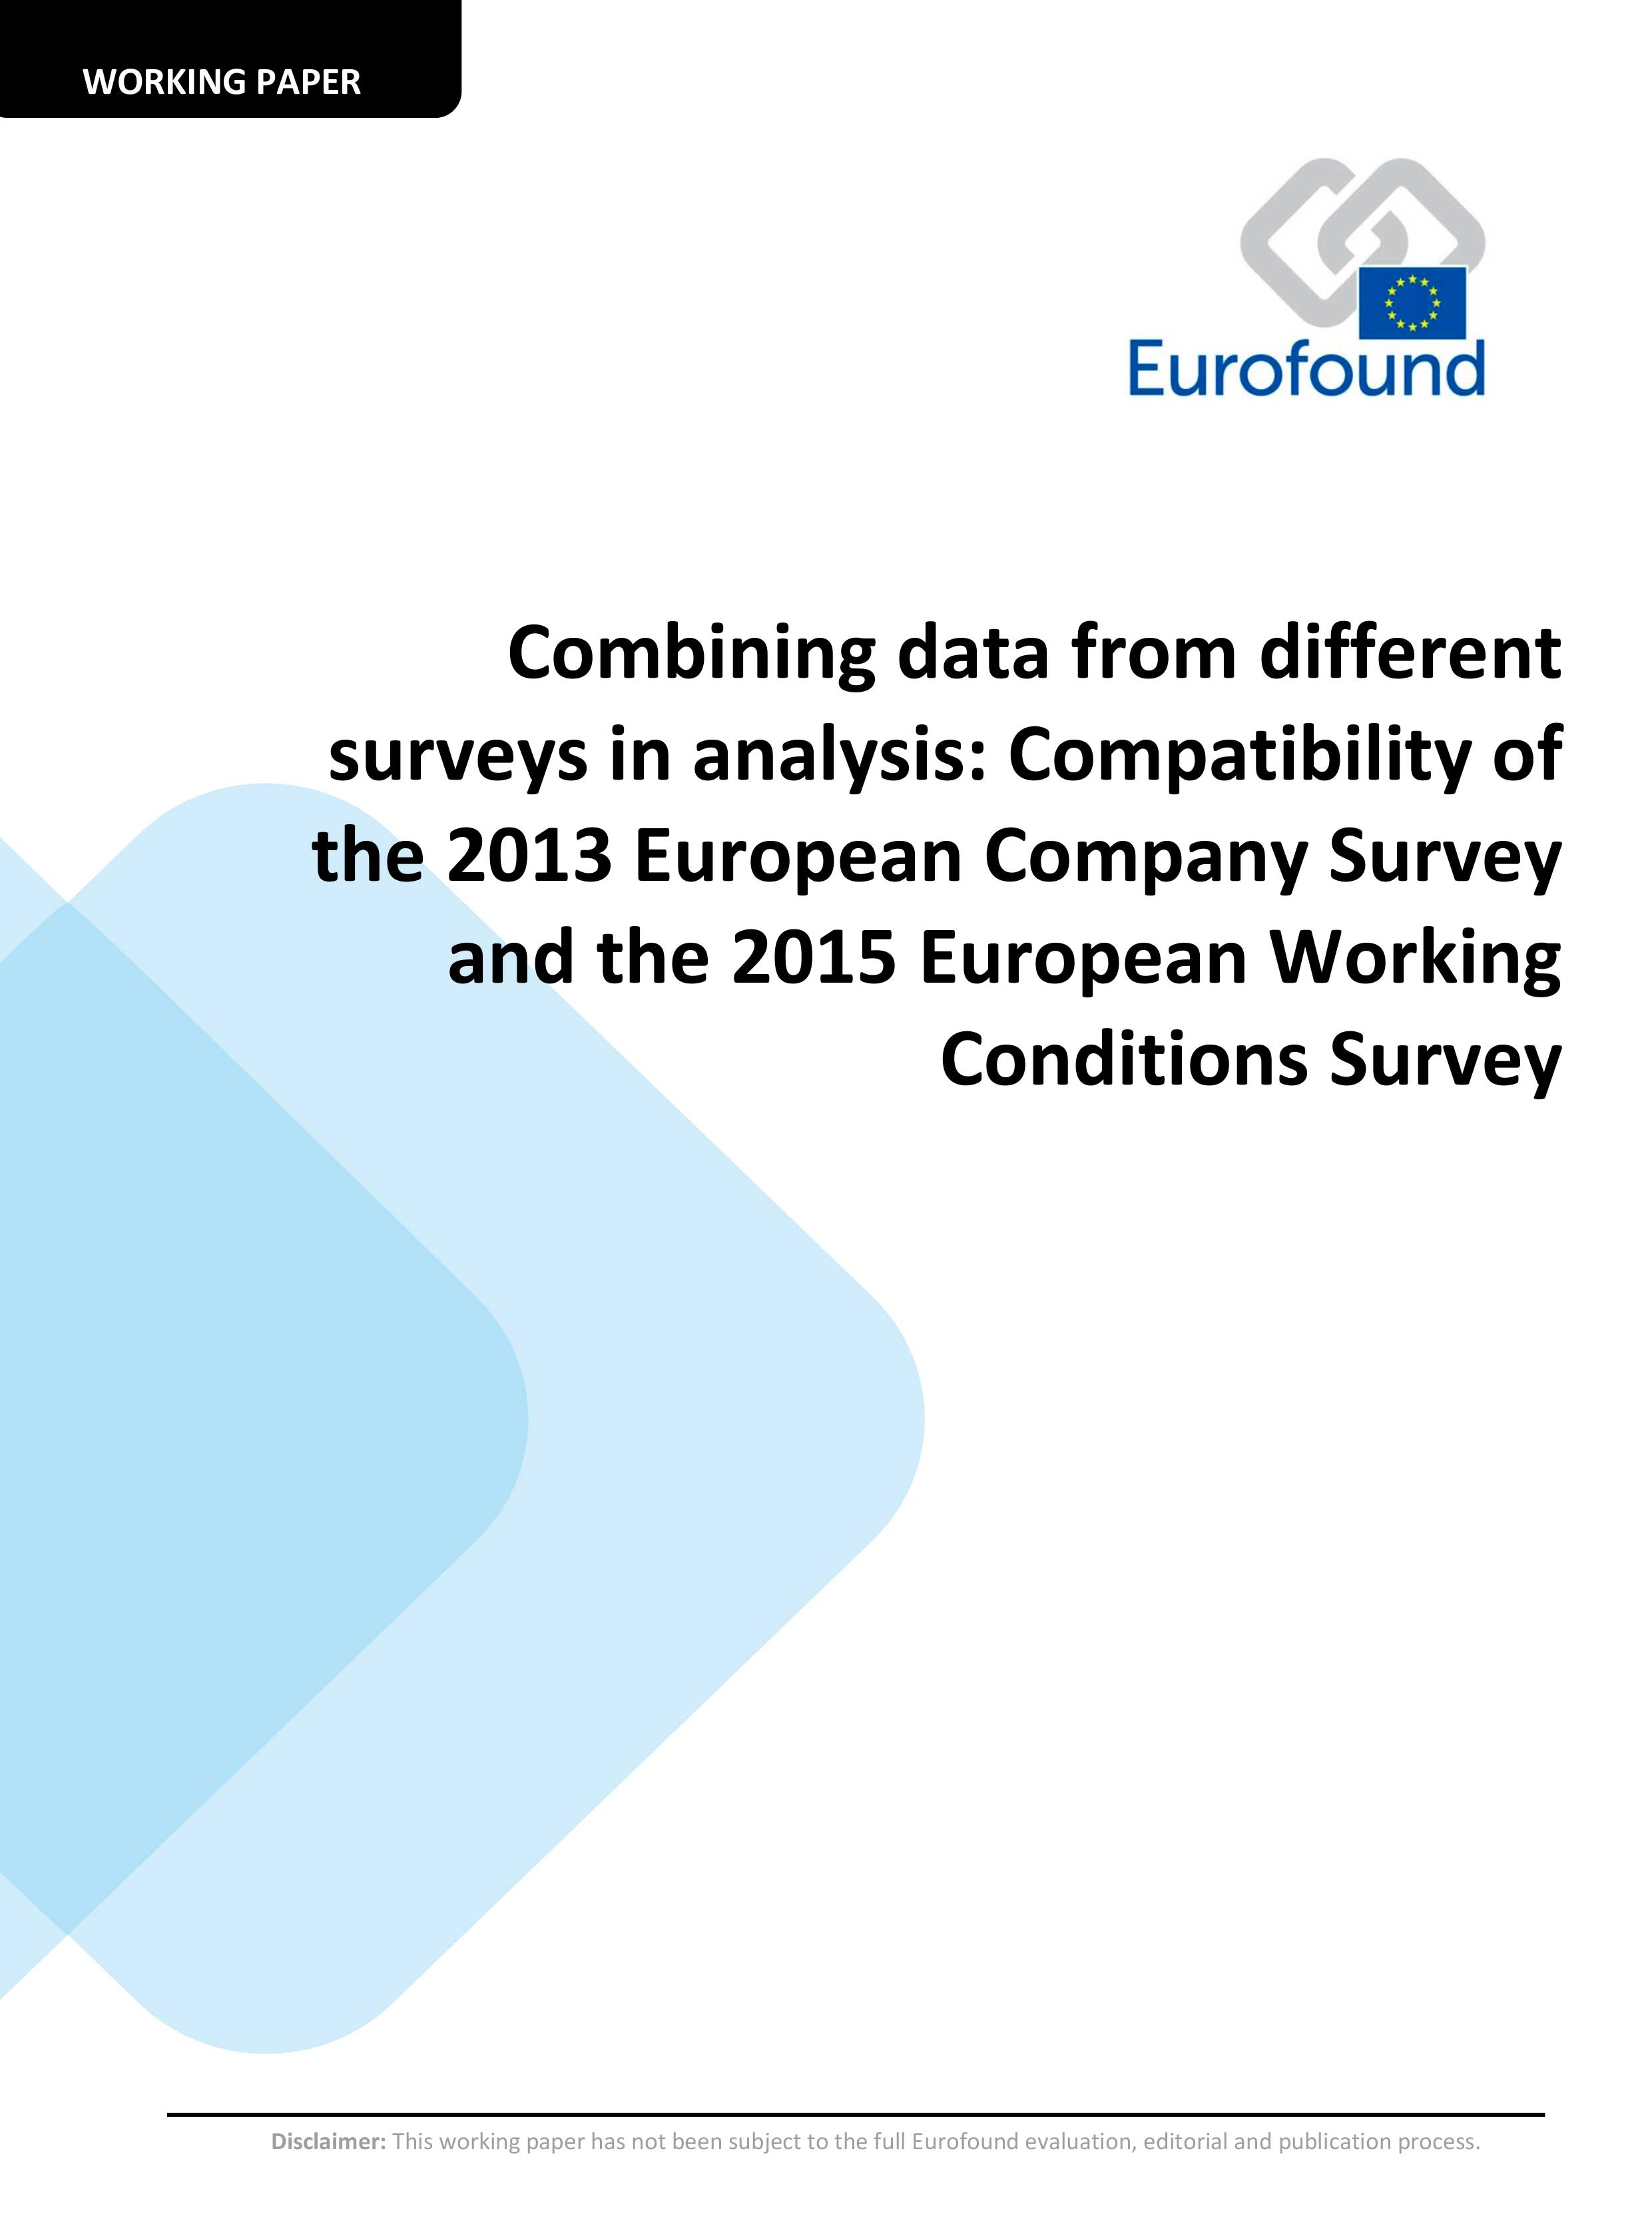 WORKING PAPER
Eurofound
Combining data from different
surveys in analysis: Compatibility of
the 2013 European Company Survey
and the 2015 European Working
Conditions Survey
Disclaimer: This working paper has not been subject to the full Eurofound evaluation, editorial and publication process.